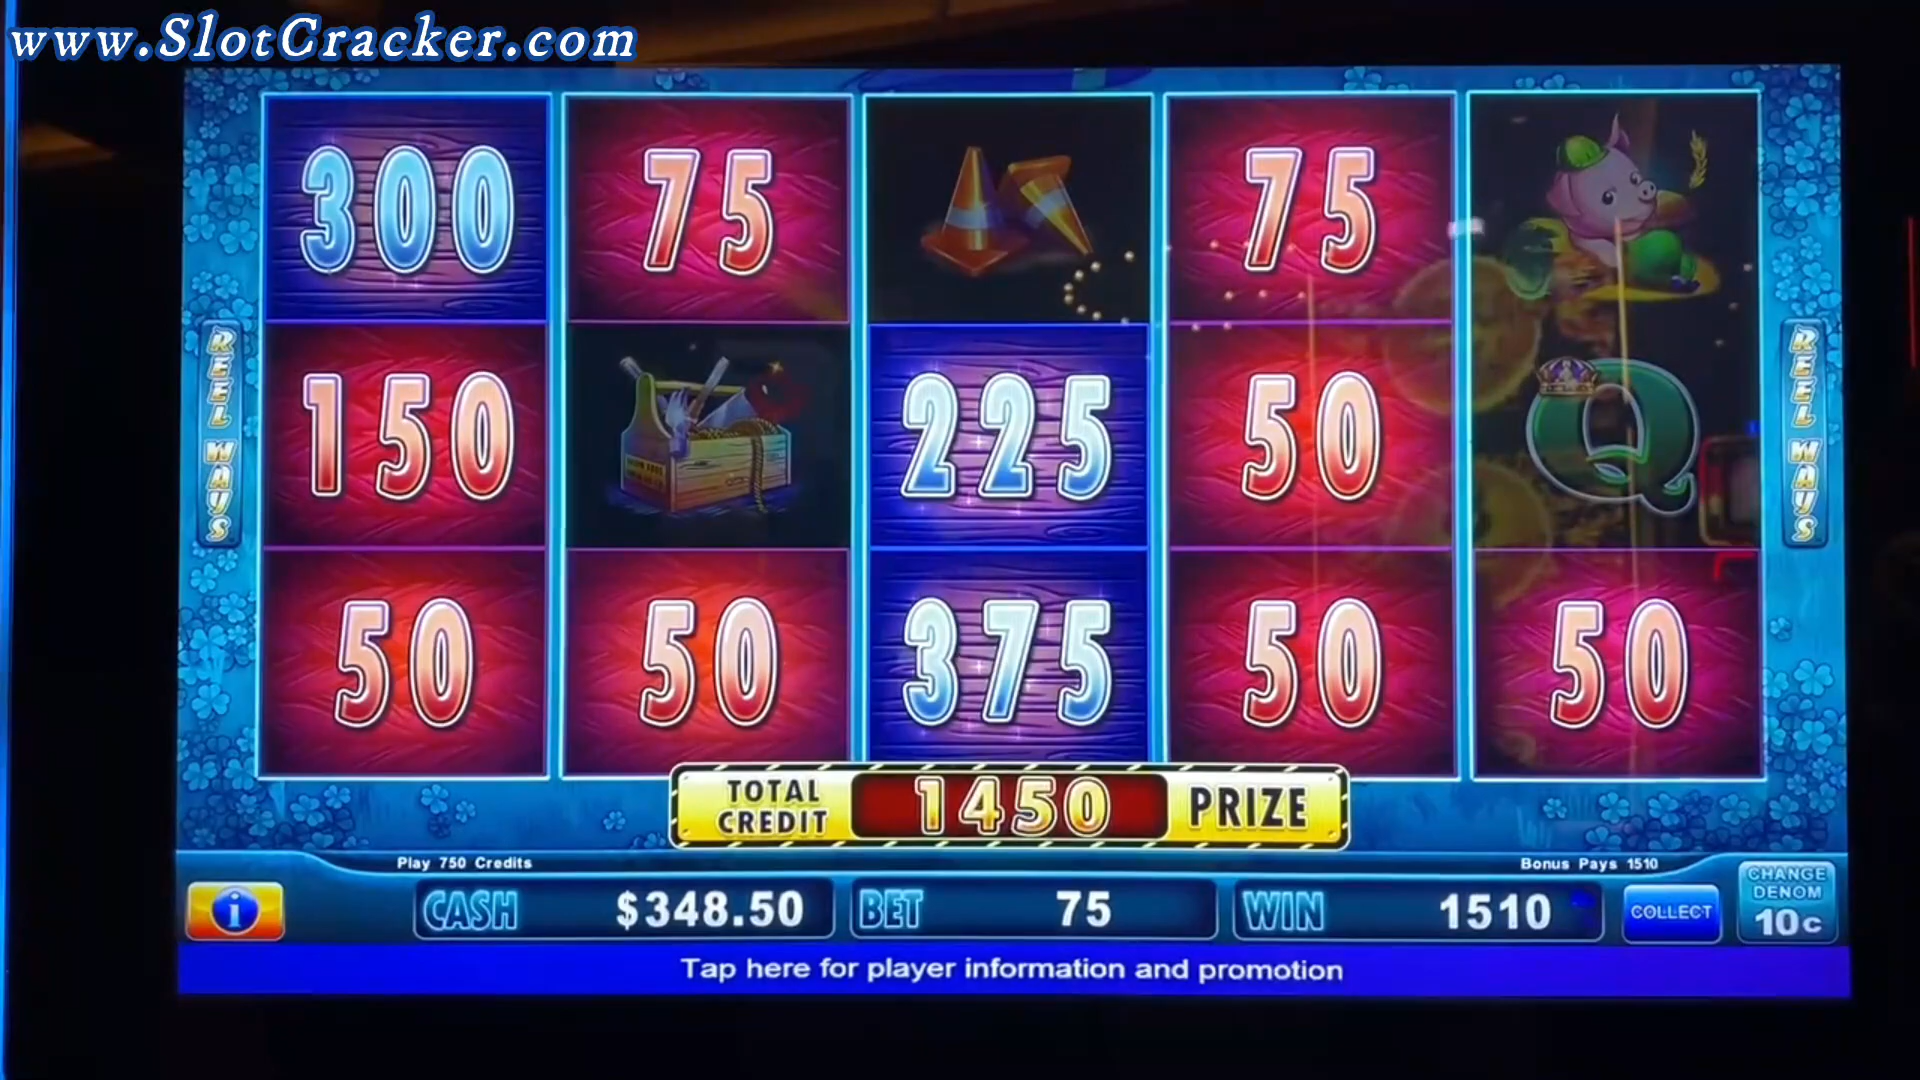 www.SlotCracker.com
300 75 75
REEL WAYS
150 225 50 Q
REEL WAYS
50 50 375 50 50
TOTAL CREDIT 1450 PRIZE
Play 750 Credits
Bonus Pays 1510
CASH $348.50 BET 75 WIN 1510 COLLECT
CHANGE DENOM 10c
Tap here for player information and promotion